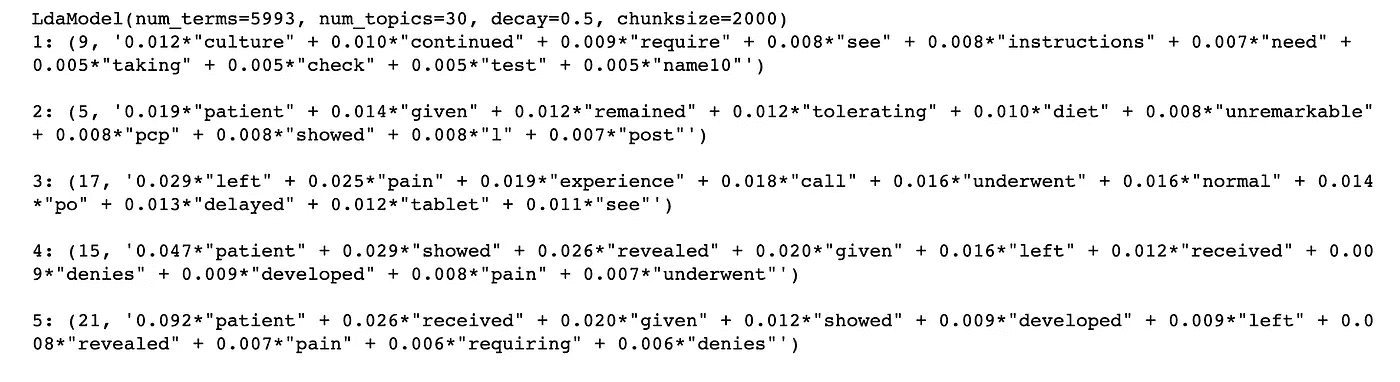 LdaModel(num_terms=5993, num_topics=30, decay=0.5, chunksize=2000)
1: (9, '0.012*"culture" + 0.010*"continued" + 0.009*"require" + 0.008*"see" + 0.008*"instructions" + 0.007*"need" +
0.005*"taking" + 0.005*"check" + 0.005*"test" + 0.005*"name10"')
2: (5, '0.019*"patient" + 0.014*"given" + 0.012*"remained" + 0.012*"tolerating" + 0.010*"diet" + 0.008*"unremarkable"
+ 0.008*"pcp" + 0.008*"showed" + 0.008*"l" + 0.007*"post"')
3: (17, '0.029*"left" + 0.025*"pain" + 0.019*"experience" + 0.018*"call" + 0.016*"underwent" + 0.016*"normal" + 0.014
*"po" + 0.013*"delayed" + 0.012*"tablet" + 0.011*"see"')
4: (15, '0.047*"patient" + 0.029*"showed" + 0.026*"revealed" + 0.020*"given" + 0.016*"left" + 0.012*"received" + 0.00
9*"denies" + 0.009*"developed" + 0.008*"pain" + 0.007*"underwent"')
5: (21, '0.092*"patient" + 0.026*"received" + 0.020*"given" + 0.012*"showed" + 0.009*"developed" + 0.009*"left" + 0.0
08*"revealed" + 0.007*"pain" + 0.006*"requiring" + 0.006*"denies"')